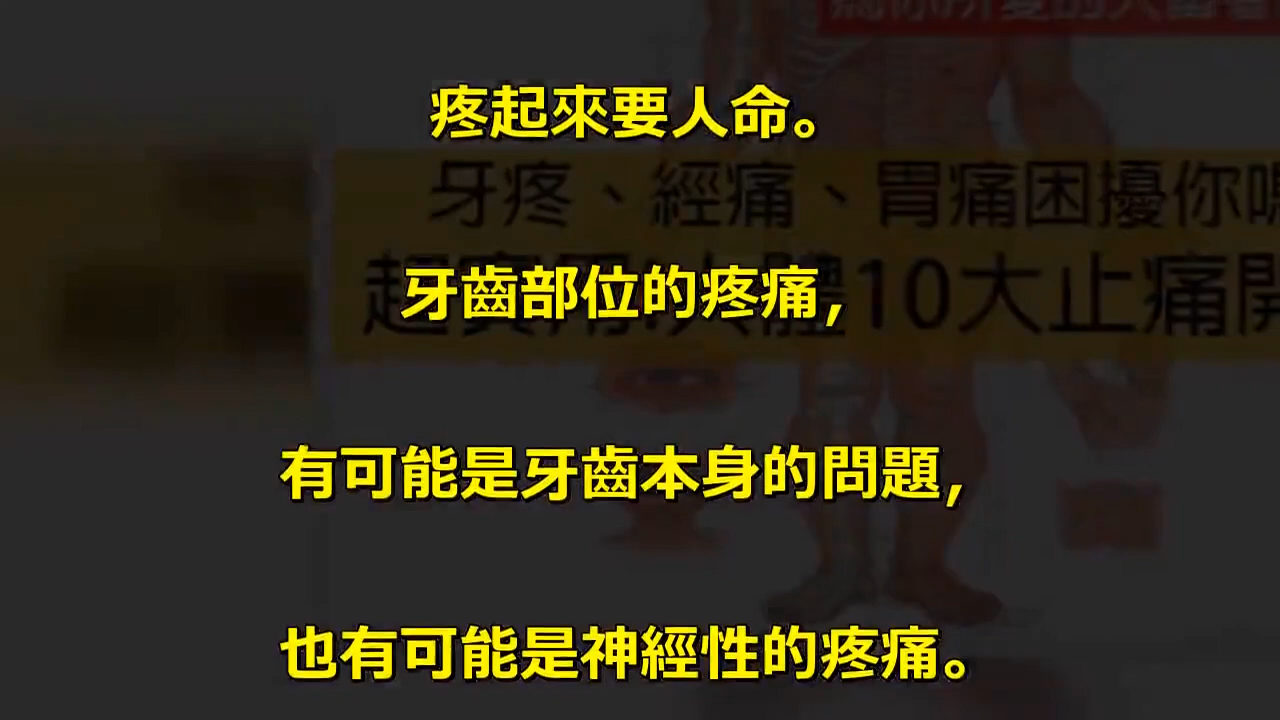 疼起來要人命。
牙疼、經痛、胃痛困擾你
牙齒部位的疼痛，
10大止痛
有可能是牙齒本身的問題，
也有可能是神經性的疼痛。